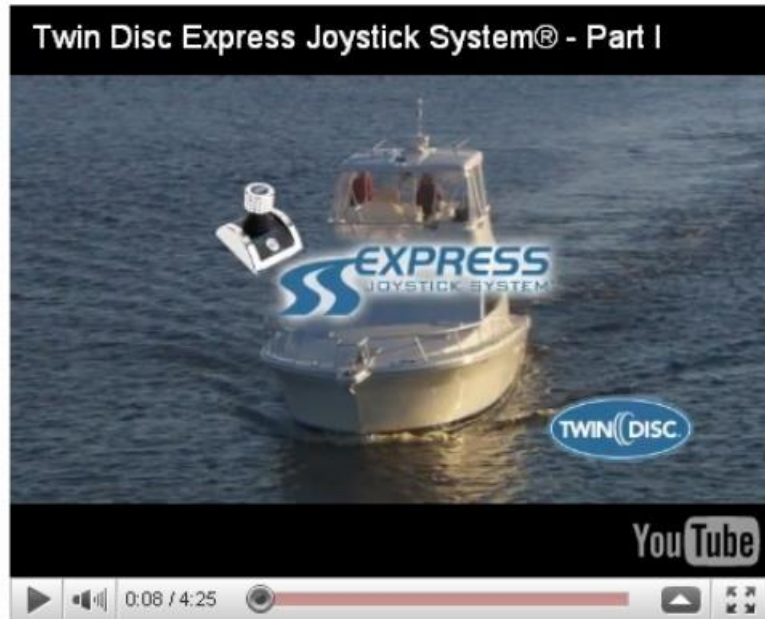 Twin Disc Express Joystick System® - Part I
EXPRESS
JOYSTICK SYSTEM
TWIN DISC
YouTube
0:08 / 4:25